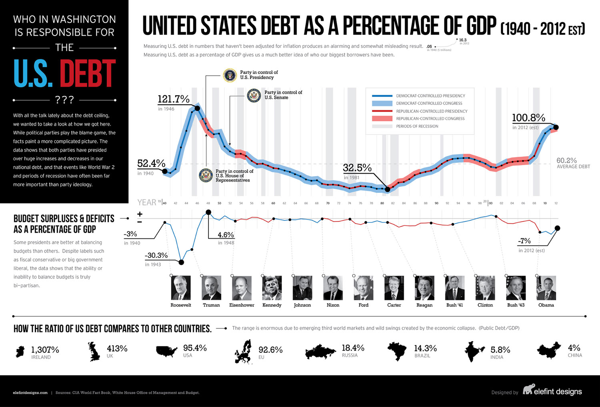 WHO IN WASHINGTON
IS RESPONSIBLE FOR
THE
U.S. DEBT
???
With all the talk lately about the debt ceiling,
we wanted to take a look at how we got here.
While political parties play the blame game, the
facts paint a more complicated picture. The
data shows that both parties have presided
over huge increases and decreases in our
national debt, and that events like World War 2
and periods of recession have often been far
more important than party ideology.
UNITED STATES DEBT AS A PERCENTAGE OF GDP (1940 - 2012 EST)
Measuring U.S. debt in numbers that haven't been adjusted for inflation produces an alarming and somewhat misleading result.
Measuring U.S. debt as a percentage of GDP gives us a much better idea of who our biggest borrowers have been.
Party in control of
U.S. Presidency
Party in control of
U.S. Senate
Party in control of
U.S. House of
Representatives
DEMOCRAT-CONTROLLED PRESIDENCY
DEMOCRAT-CONTROLLED CONGRESS
REPUBLICAN-CONTROLLED PRESIDENCY
REPUBLICAN-CONTROLLED CONGRESS
PERIODS OF RECESSION
121.7%
in 1946
52.4%
in 1940
32.5%
in 1981
100.8%
in 2012 (est)
60.2%
AVERAGE DEBT
YEAR
BUDGET SURPLUSES & DEFICITS
AS A PERCENTAGE OF GDP
Some presidents are better at balancing
budgets than others. Despite labels such
as fiscal conservative or big government
liberal, the data shows that the ability or
inability to balance budgets is truly
bi-partisan.
+
-
-3%
in 1943
-30.3%
in 1943
4.6%
in 1948
-7%
in 2012 (est)
Roosevelt
Truman
Eisenhower
Kennedy
Johnson
Nixon
Ford
Carter
Reagan
Bush '41
Clinton
Bush '43
Obama
HOW THE RATIO OF US DEBT COMPARES TO OTHER COUNTRIES.
The range is enormous due to emerging third world markets and wild swings created by the economic collapse. (Public Debt/GDP)
1,307%
IRELAND
413%
UK
95.4%
USA
92.6%
EU
18.4%
RUSSIA
14.3%
BRAZIL
5.8%
INDIA
4%
CHINA
elefintdesigns.com | Sources: CIA World Fact Book, White House Office of Management and Budget.
Designed by elefint designs